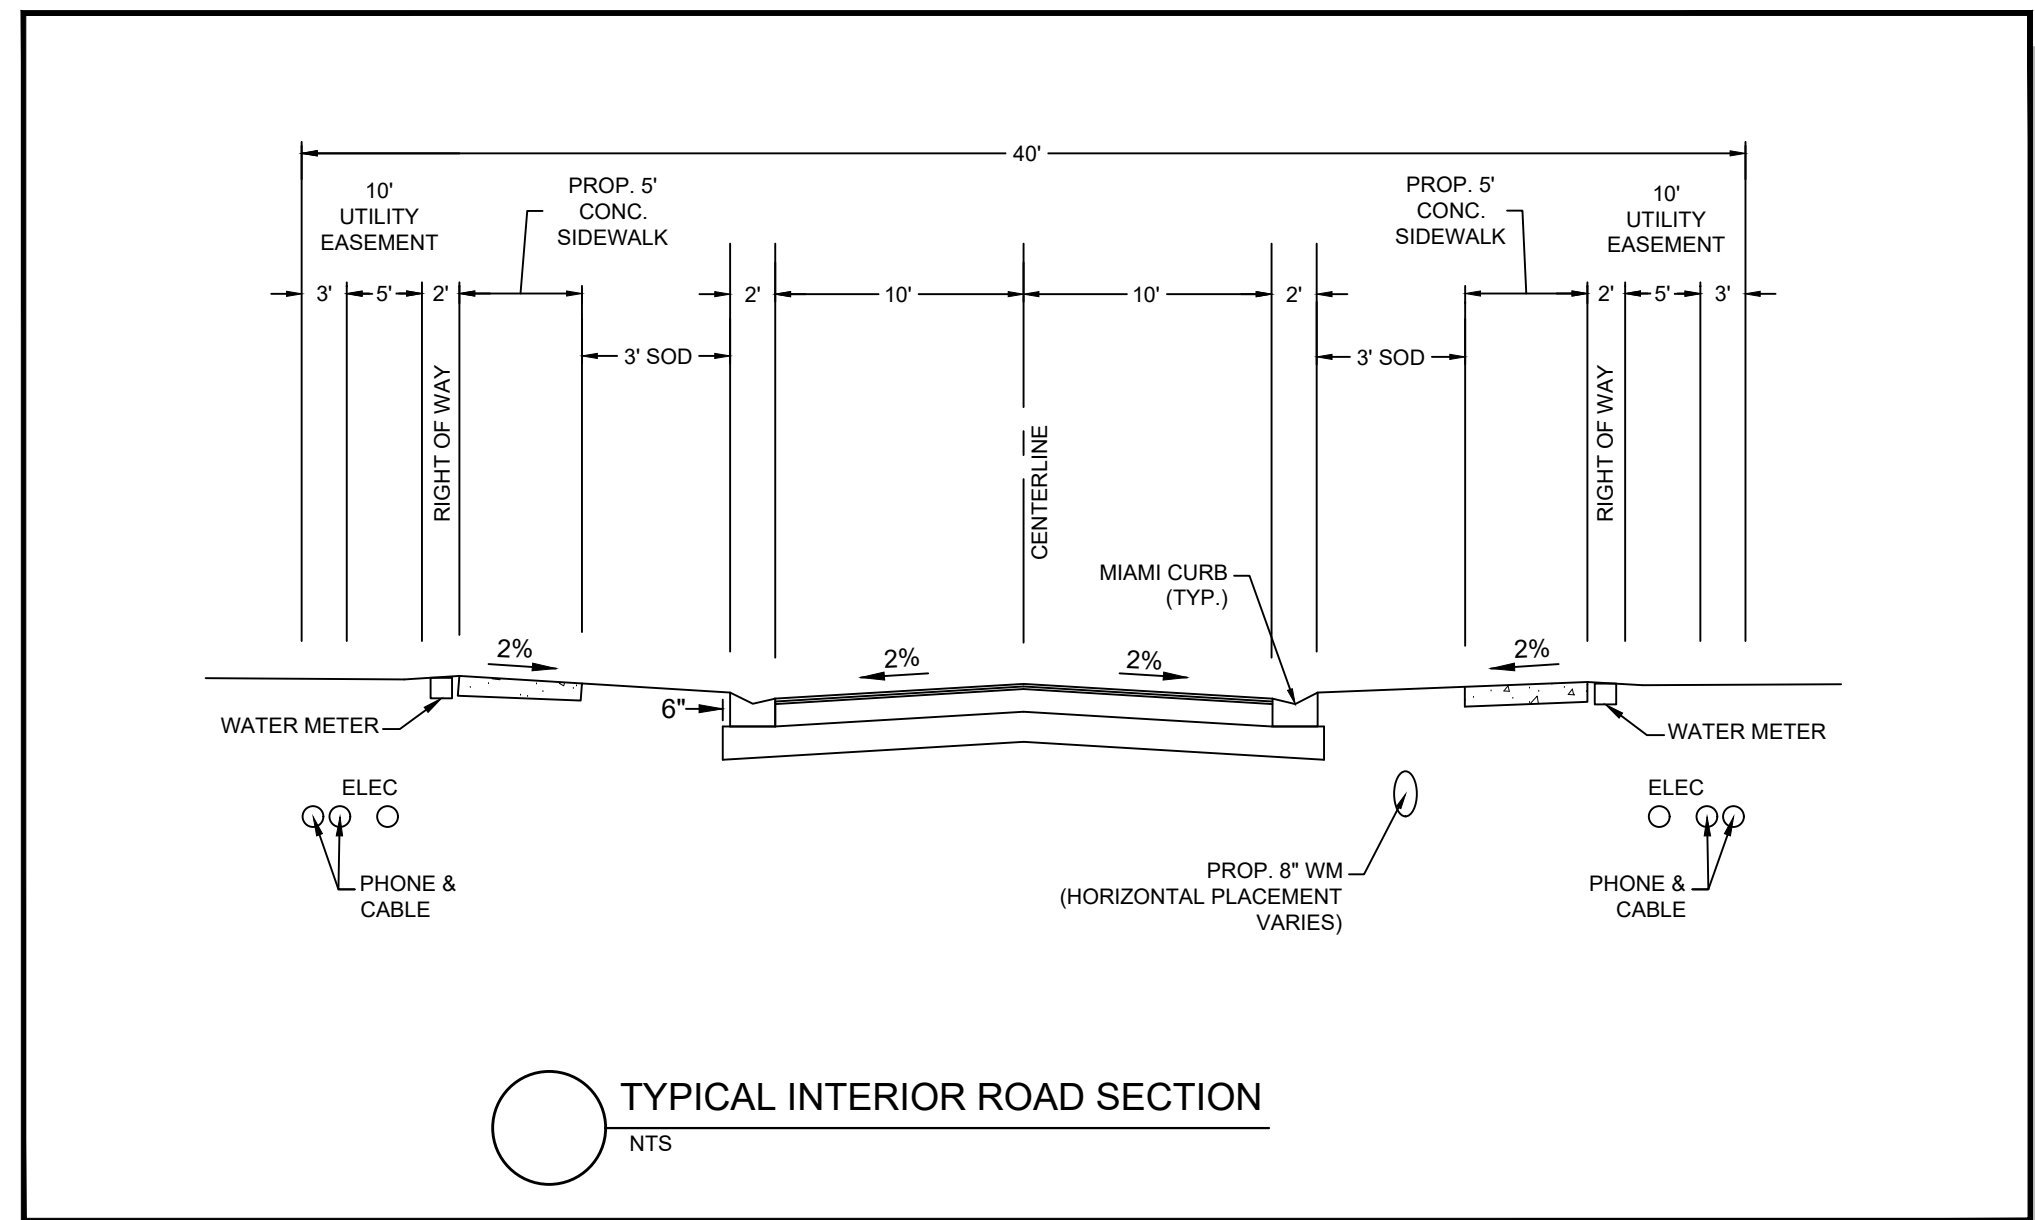 40'
10'
UTILITY
EASEMENT
PROP. 5'
CONC.
SIDEWALK
PROP. 5'
CONC.
SIDEWALK
10'
UTILITY
EASEMENT
3'
5'
2'
2'
10'
10'
2'
2'
5'
3'
3' SOD
3' SOD
RIGHT OF WAY
CENTERLINE
RIGHT OF WAY
MIAMI CURB
(TYP.)
2%
2%
2%
2%
6"
WATER METER
WATER METER
ELEC
ELEC
PHONE &
CABLE
PROP. 8" WM
(HORIZONTAL PLACEMENT
VARIES)
PHONE &
CABLE
TYPICAL INTERIOR ROAD SECTION
NTS